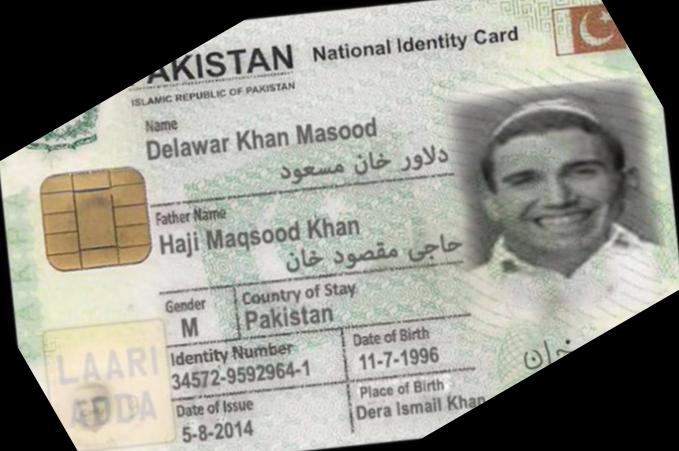 PAKISTAN National Identity Card
ISLAMIC REPUBLIC OF PAKISTAN
Name
Delawar Khan Masood
دلاور خان مسعود
Father Name
Haji Maqsood Khan
حاجی مقصود خان
Gender Country of Stay
M Pakistan
Identity Number Date of Birth
34572-9592964-1 11-7-1996
Date of Issue Place of Birth
5-8-2014 Dera Ismail Khan
LAARI
ADDA